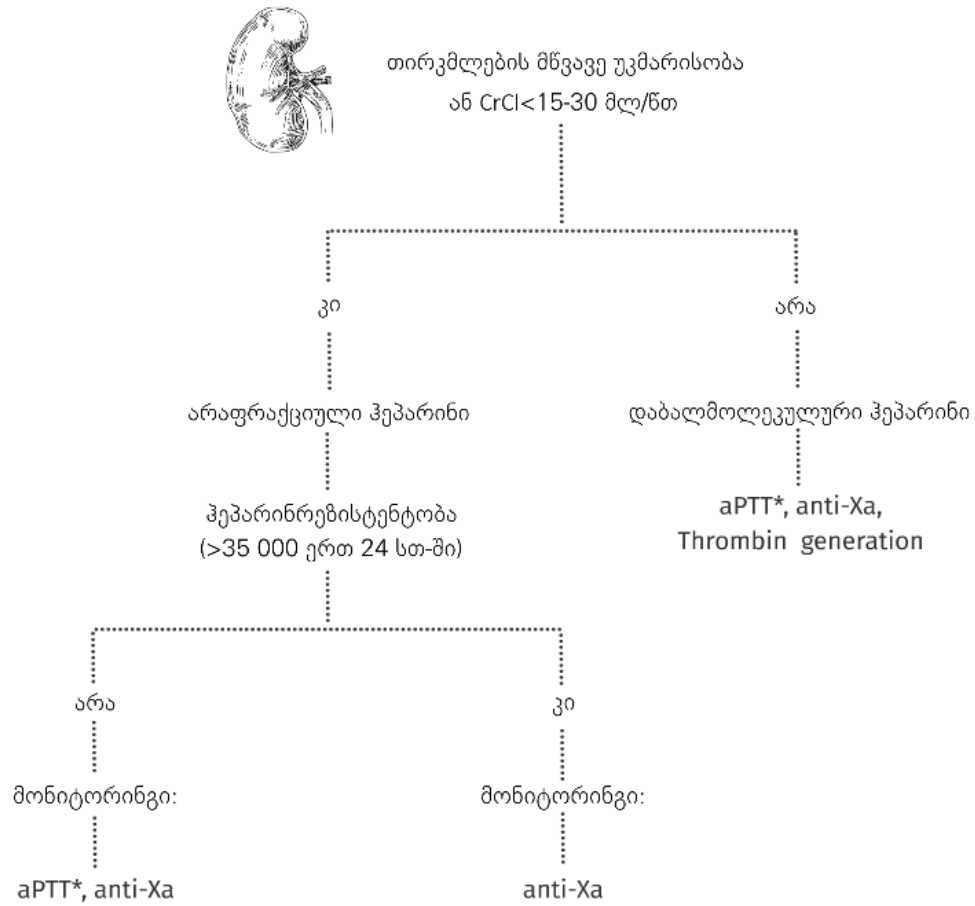 თირკმლების მწვავე უკმარისობა
ან CrCl<15-30 მლ/წთ
კი
არა
არაფრაქციული ჰეპარინი
დაბალმოლეკულური ჰეპარინი
ჰეპარინრეზისტენტობა
(>35 000 ერთ 24 სთ-ში)
aPTT*, anti-Xa,
Thrombin generation
არა
კი
მონიტორინგი:
მონიტორინგი:
aPTT*, anti-Xa
anti-Xa